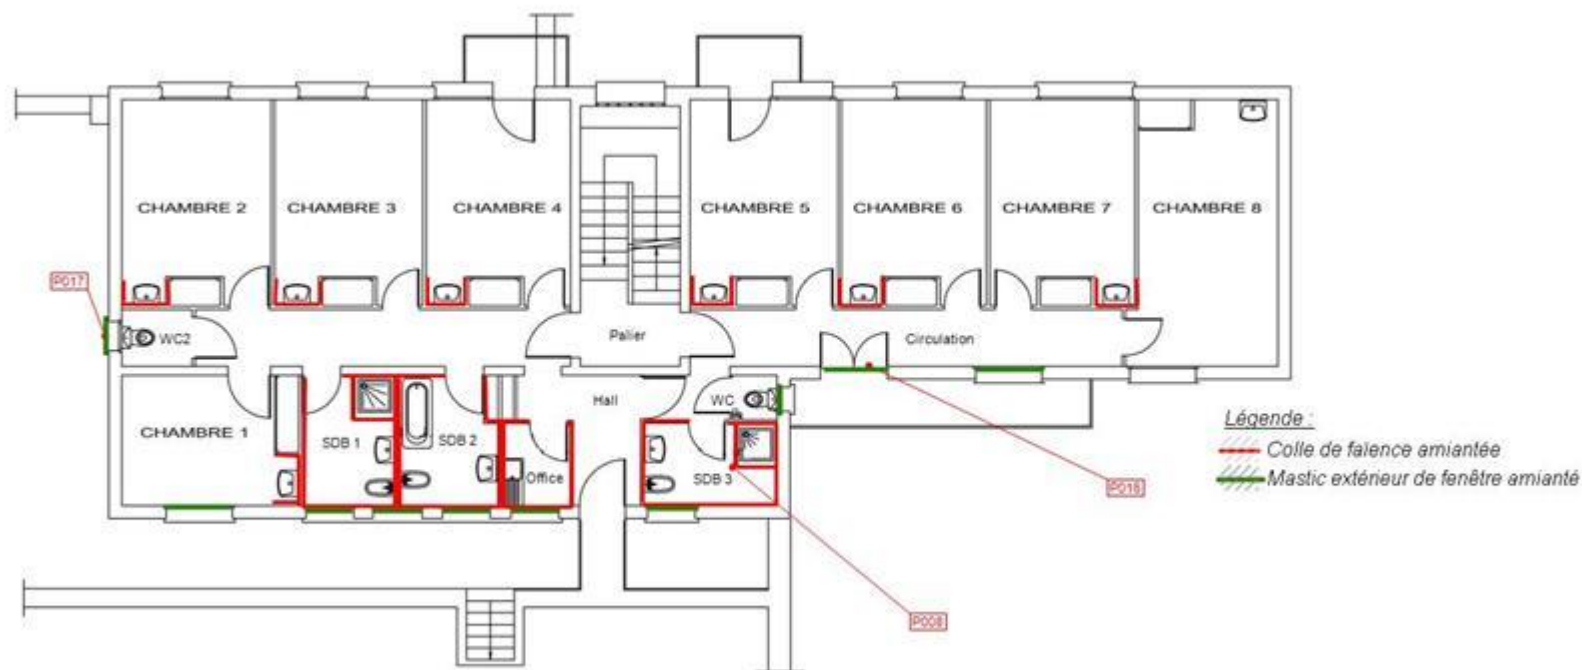 CHAMBRE 2
CHAMBRE 3
CHAMBRE 4
CHAMBRE 5
CHAMBRE 6
CHAMBRE 7
CHAMBRE 8
P017
WC2
Palier
Circulation
Hall
WC
CHAMBRE 1
SDB 1
SDB 2
Office
SDB 3
P016
P008
Légende :
Colle de faïence amiantée
Mastic extérieur de fenêtre amianté